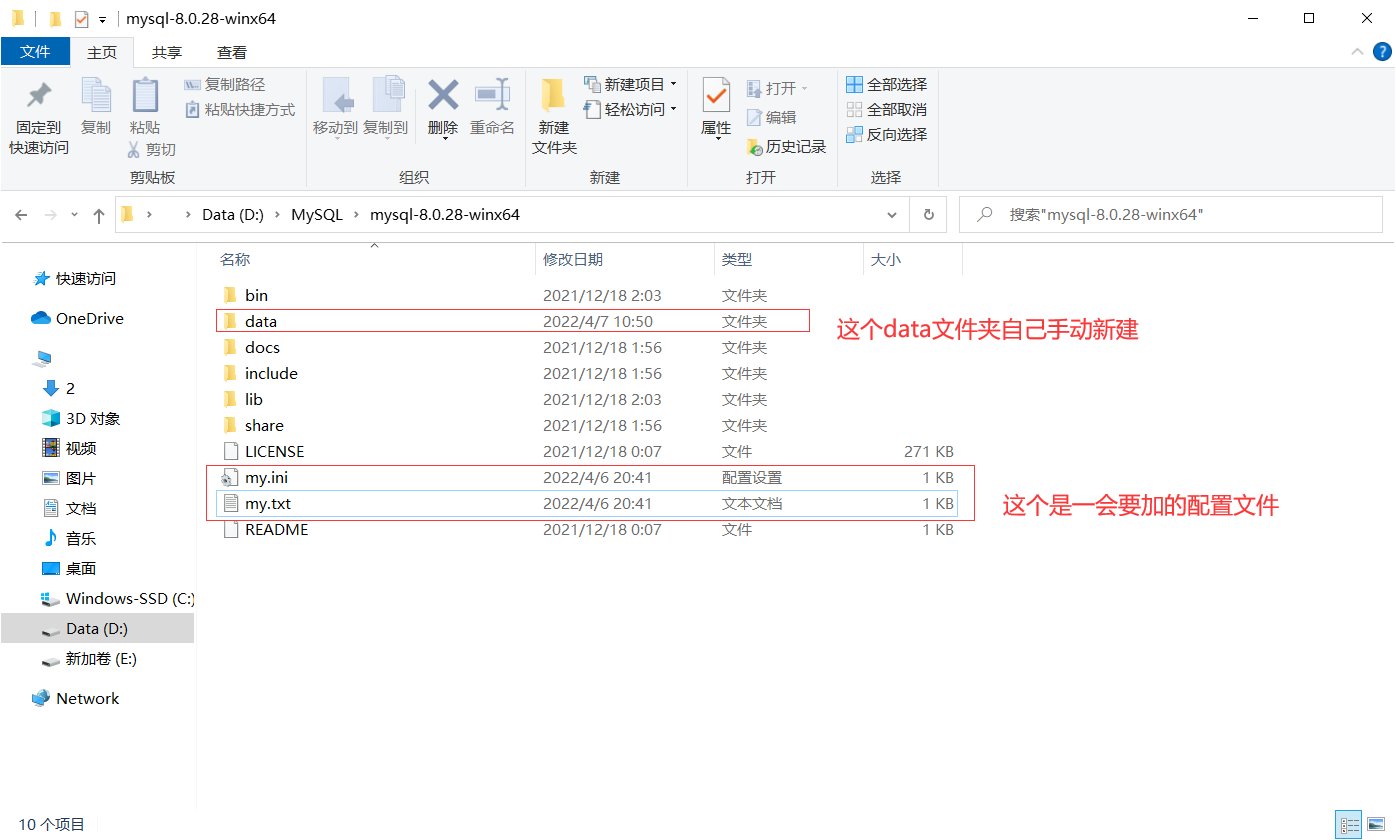 mysql-8.0.28-winx64
文件 主页 共享 查看
固定到快速访问
复制
粘贴
复制路径
粘贴快捷方式
剪切
剪贴板
移动到
复制到
删除
重命名
组织
新建文件夹
新建项目
轻松访问
新建
属性
打开
编辑
历史记录
打开
全部选择
全部取消
反向选择
选择
Data (D:) › MySQL › mysql-8.0.28-winx64
搜索"mysql-8.0.28-winx64"
快速访问
OneDrive
2
3D 对象
视频
图片
文档
音乐
桌面
Windows-SSD (C:)
Data (D:)
新加卷 (E:)
Network
名称 修改日期 类型 大小
bin 2021/12/18 2:03 文件夹
data 2022/4/7 10:50 文件夹
这个data文件夹自己手动新建
docs 2021/12/18 1:56 文件夹
include 2021/12/18 1:56 文件夹
lib 2021/12/18 2:03 文件夹
share 2021/12/18 1:56 文件夹
LICENSE 2021/12/18 0:07 文件 271 KB
my.ini 2022/4/6 20:41 配置设置 1 KB
my.txt 2022/4/6 20:41 文本文档 1 KB
这个是一会要加的配置文件
README 2021/12/18 0:07 文件 1 KB
10 个项目